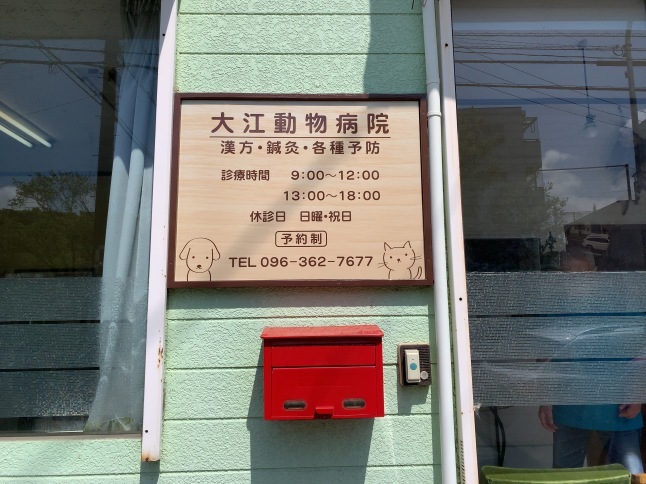 大江動物病院
漢方・鍼灸・各種予防
診療時間 9:00～12:00
13:00～18:00
休診日 日曜・祝日
予約制
TEL 096-362-7677